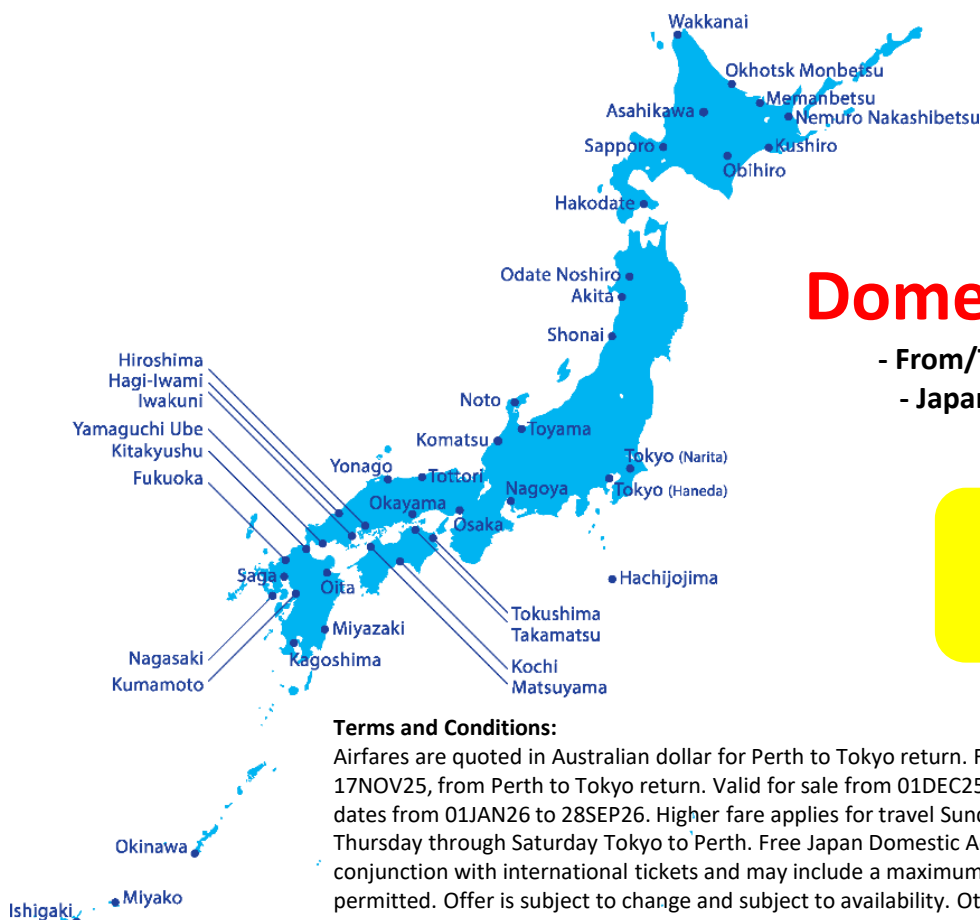 Wakkanai
Okhotsk Monbetsu
Memanbetsu
Asahikawa
Nemuro Nakashibetsu
Sapporo
Kushiro
Obihiro
Hakodate
Odate Noshiro
Akita
Dome
Shonai
- From/T
- Japan
Hiroshima
Hagi-Iwami
Iwakuni
Yamaguchi Ube
Kitakyushu
Fukuoka
Noto
Toyama
Komatsu
Yonago
Tottori
Tokyo (Narita)
Tokyo (Haneda)
Nagoya
Okayama
Osaka
Saga
Oita
Hachijojima
Tokushima
Takamatsu
Miyazaki
Nagasaki
Kagoshima
Kumamoto
Kochi
Matsuyama
Terms and Conditions:
Airfares are quoted in Australian dollar for Perth to Tokyo return. F
17NOV25, from Perth to Tokyo return. Valid for sale from 01DEC25
dates from 01JAN26 to 28SEP26. Higher fare applies for travel Sund
Thursday through Saturday Tokyo to Perth. Free Japan Domestic A
conjunction with international tickets and may include a maximum
permitted. Offer is subject to change and subject to availability. Ot
Okinawa
Miyako
Ishigaki